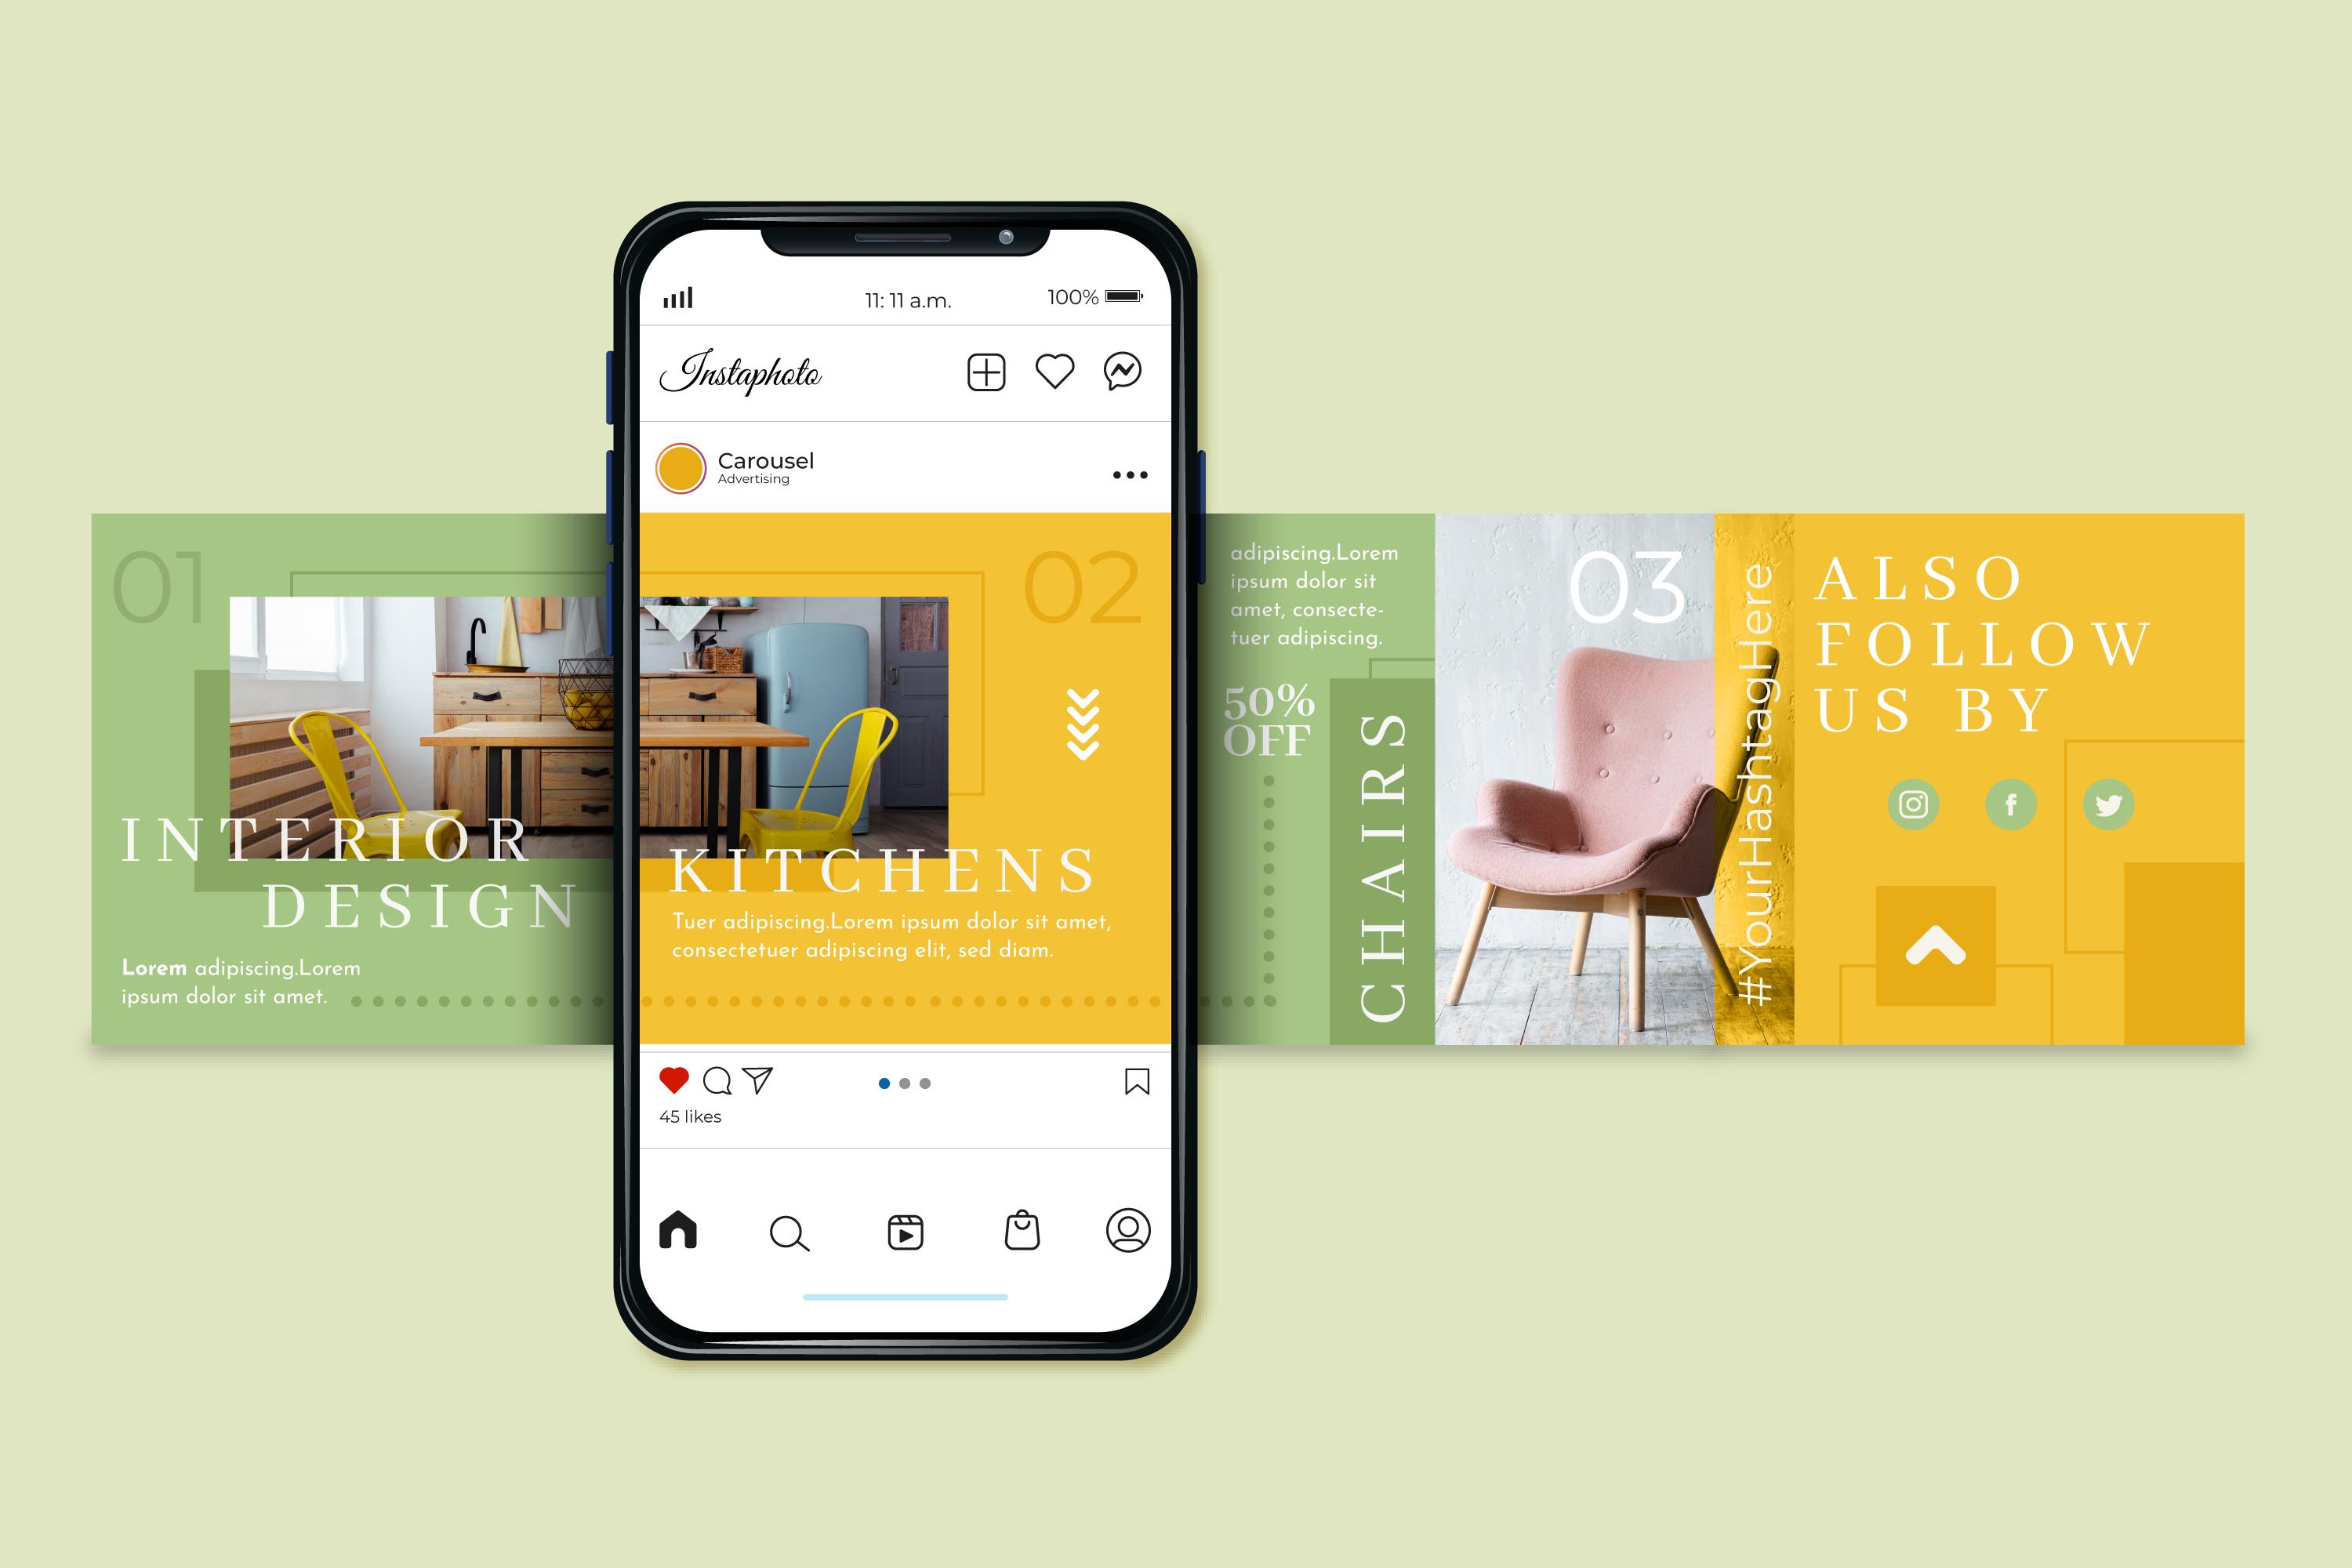 11: 11 a.m.
100%
Instaphoto
Carousel
Advertising
01
INTERIOR
DESIGN
Lorem adipiscing.Lorem
ipsum dolor sit amet.
02
KITCHENS
Tuer adipiscing.Lorem ipsum dolor sit amet,
consectetuer adipiscing elit, sed diam.
45 likes
adipiscing.Lorem
ipsum dolor sit
amet, consecte-
tuer adipiscing.
50%
OFF
CHAIRS
03
#YourHashtagHere
ALSO
FOLLOW
US BY